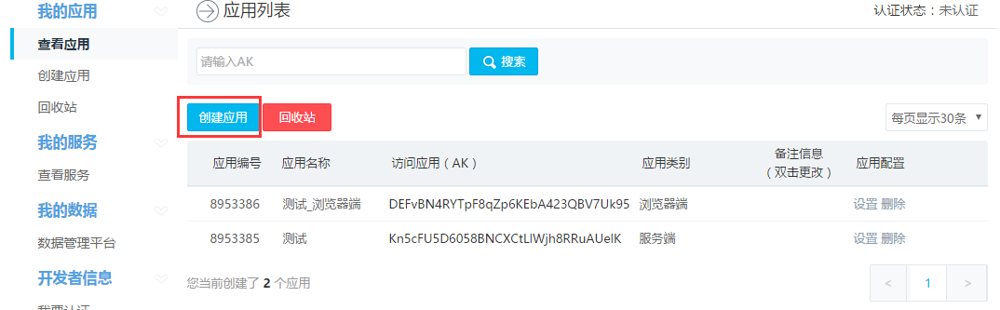 我的应用
查看应用
创建应用
回收站
我的服务
查看服务
我的数据
数据管理平台
开发者信息
我要认证
应用列表
认证状态：未认证
请输入AK
搜索
创建应用 回收站
每页显示30条
应用编号 应用名称 访问应用（AK） 应用类别 备注信息（双击更改） 应用配置
8953386 测试_浏览器端 DEFvBN4RYTpF8qZp6KEbA423QBV7Uk95 浏览器端 设置 删除
8953385 测试 Kn5cFU5D6058BNCXCtLlWjh8RRuAUelK 服务端 设置 删除
您当前创建了 2 个应用
< 1 >